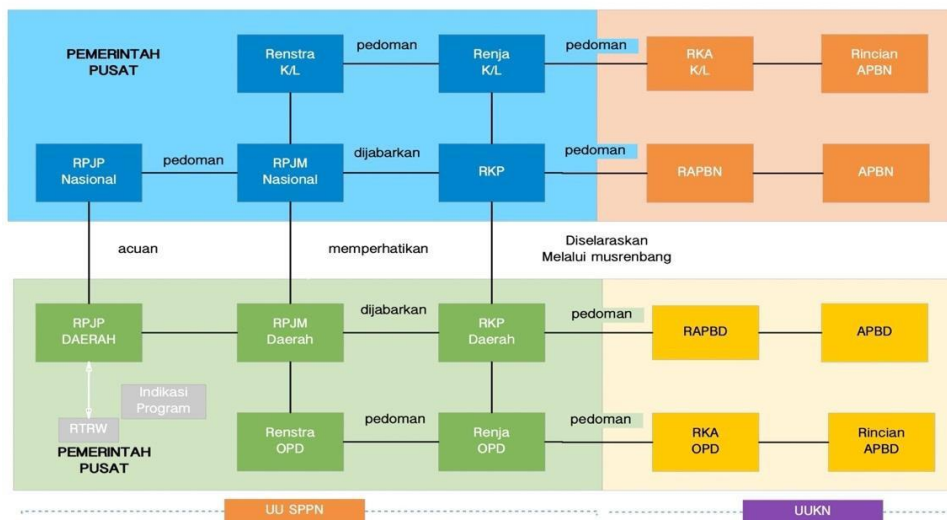 PEMERINTAH
PUSAT
Renstra
K/L
pedoman
Renja
K/L
pedoman
RKA
K/L
Rincian
APBN
RPJP
Nasional
pedoman
RPJM
Nasional
dijabarkan
RKP
pedoman
RAPBN
APBN
acuan
memperhatikan
Diselaraskan
Melalui musrenbang
RPJP
DAERAH
RPJM
Daerah
dijabarkan
RKP
Daerah
pedoman
RAPBD
APBD
Indikasi
Program
RTRW
PEMERINTAH
PUSAT
Renstra
OPD
pedoman
Renja
OPD
pedoman
RKA
OPD
Rincian
APBD
UU SPPN
UUKN